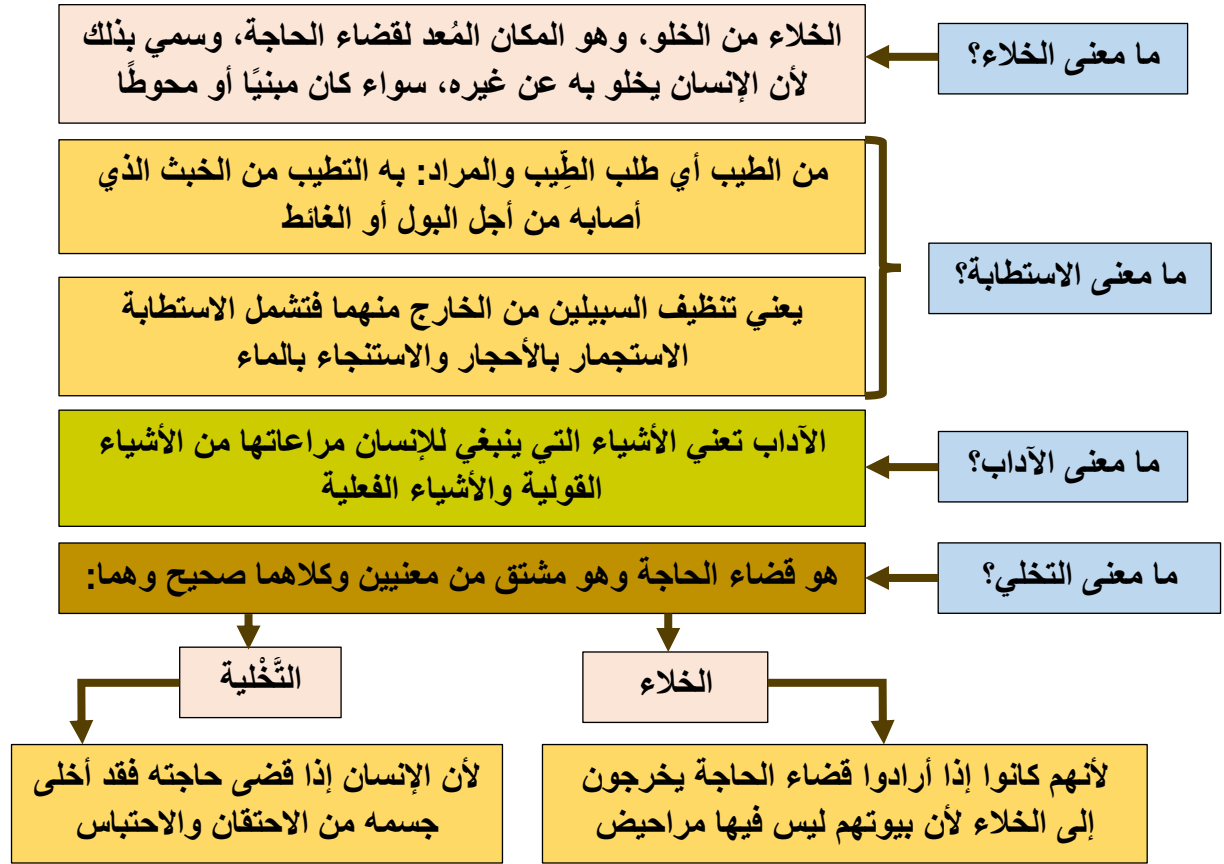 ما معنى الخلاء؟
الخلاء من الخلو، وهو المكان المُعد لقضاء الحاجة، وسمي بذلك
لأن الإنسان يخلو به عن غيره، سواء كان مبنيًا أو محوطًا
ما معنى الاستطابة؟
من الطيب أي طلب الطِّيب والمراد: به التطيب من الخبث الذي
أصابه من أجل البول أو الغائط
يعني تنظيف السبيلين من الخارج منهما فتشمل الاستطابة
الاستجمار بالأحجار والاستنجاء بالماء
ما معنى الآداب؟
الآداب تعني الأشياء التي ينبغي للإنسان مراعاتها من الأشياء
القولية والأشياء الفعلية
ما معنى التخلي؟
هو قضاء الحاجة وهو مشتق من معنيين وكلاهما صحيح وهما:
الخلاء
لأنهم كانوا إذا أرادوا قضاء الحاجة يخرجون
إلى الخلاء لأن بيوتهم ليس فيها مراحيض
التَّخْلية
لأن الإنسان إذا قضى حاجته فقد أخلى
جسمه من الاحتقان والاحتباس